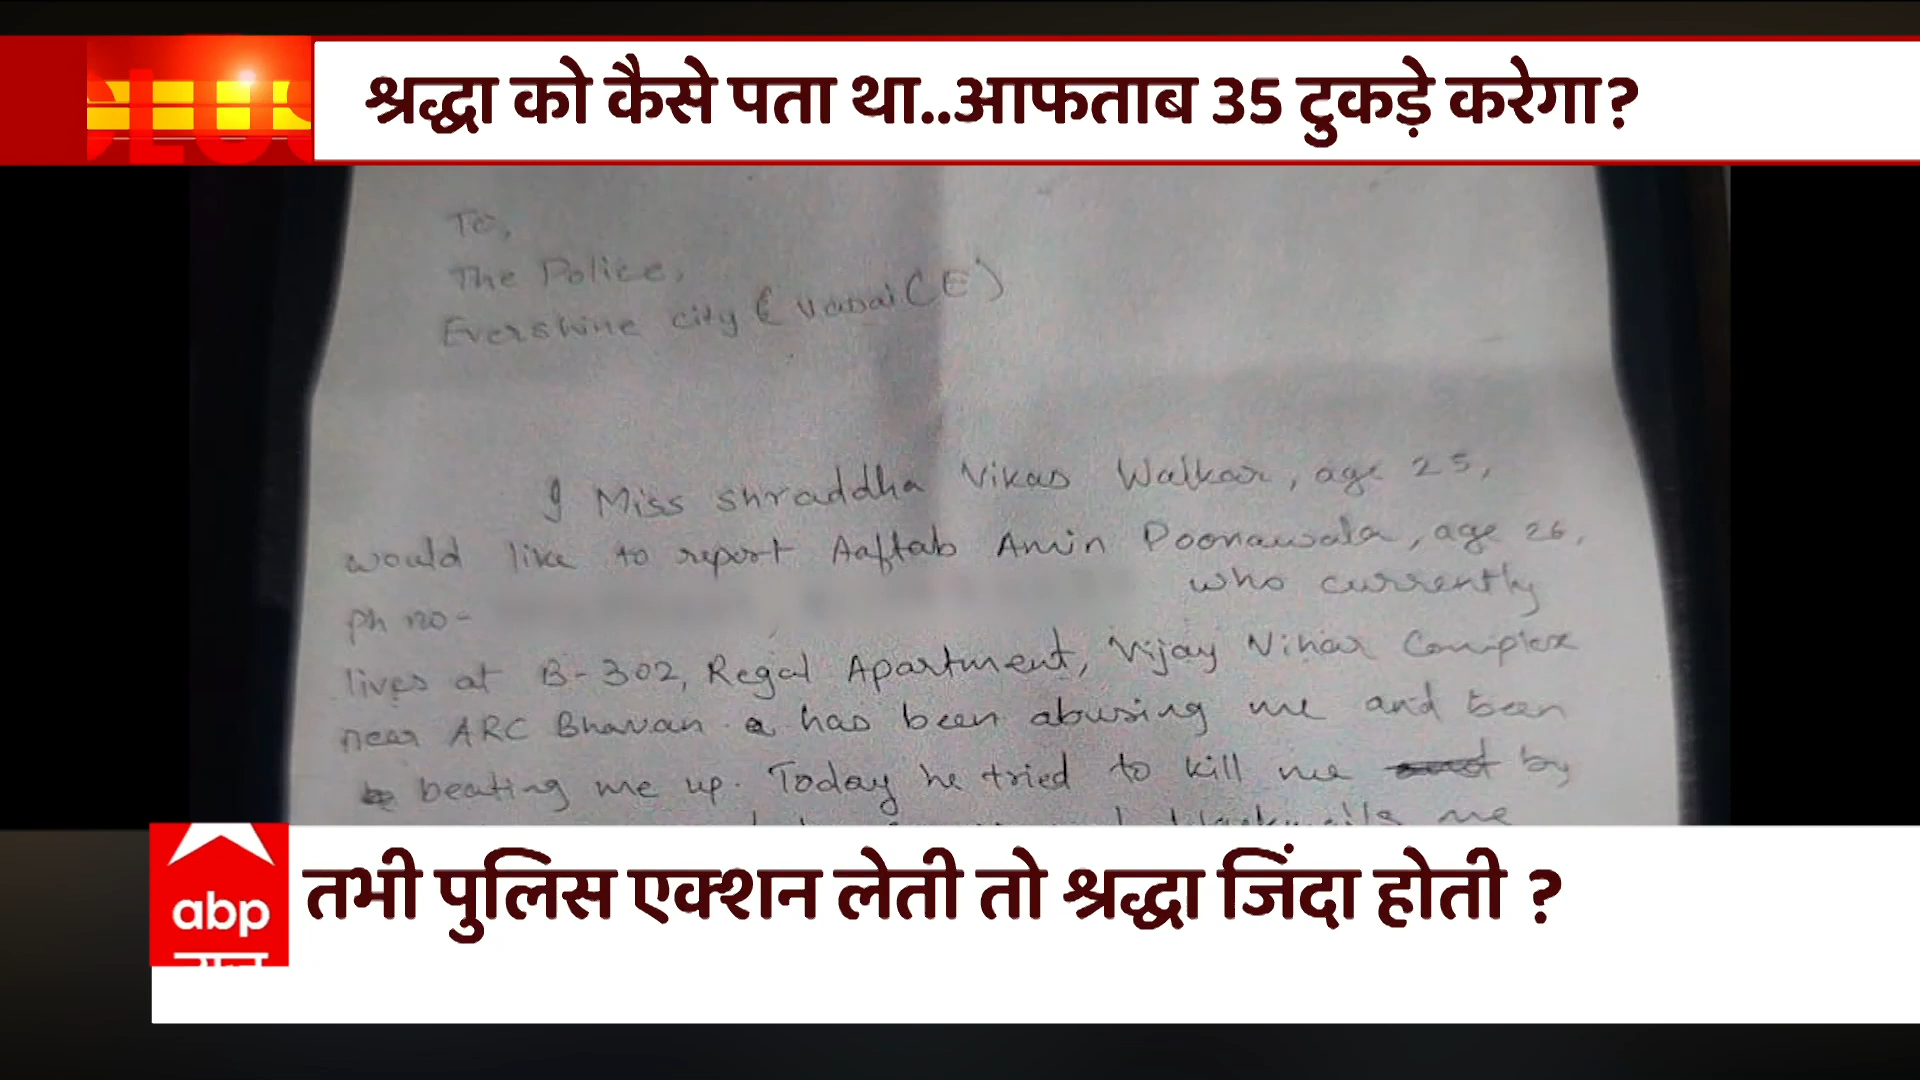 श्रद्धा को कैसे पता था..आफताब 35 टुकड़े करेगा?
To,
The Police,
Evershine city ( Vasai (E)
I Miss Shraddha Vikas Walkar, age 25,
would like to report Aaftab Amin Poonawala, age 26,
Ph no- who currently
lives at B-302, Regal Apartment, Vijay Vihar Complex
near ARC Bhavan has been abusing me and been
beating me up. Today he tried to kill me by
me
abp
तभी पुलिस एक्शन लेती तो श्रद्धा जिंदा होती ?